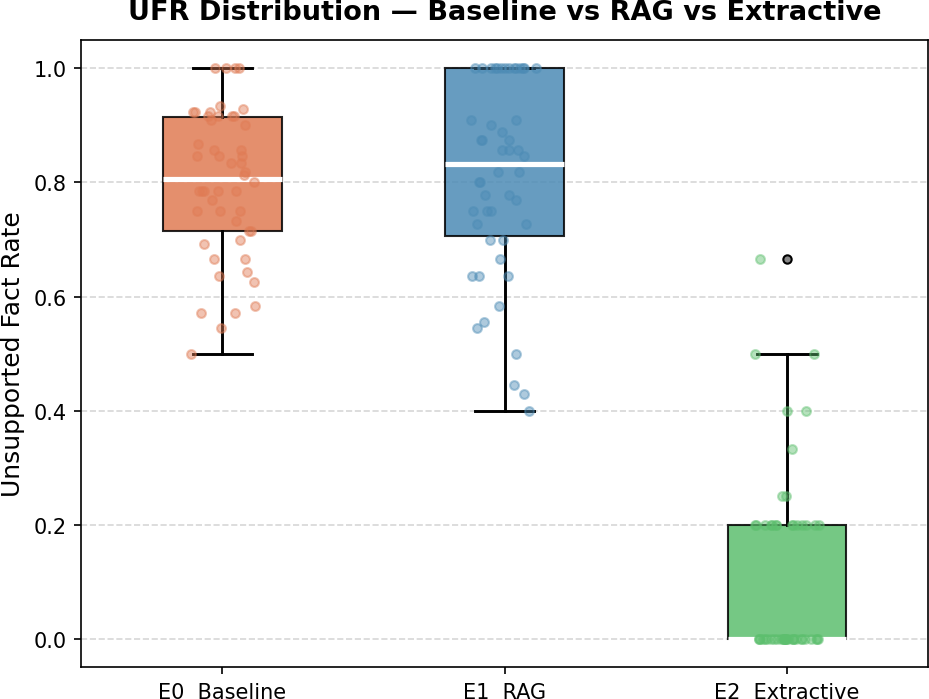 UFR Distribution — Baseline vs RAG vs Extractive
Unsupported Fact Rate
1.0
0.8
0.6
0.4
0.2
0.0
E0 Baseline
E1 RAG
E2 Extractive